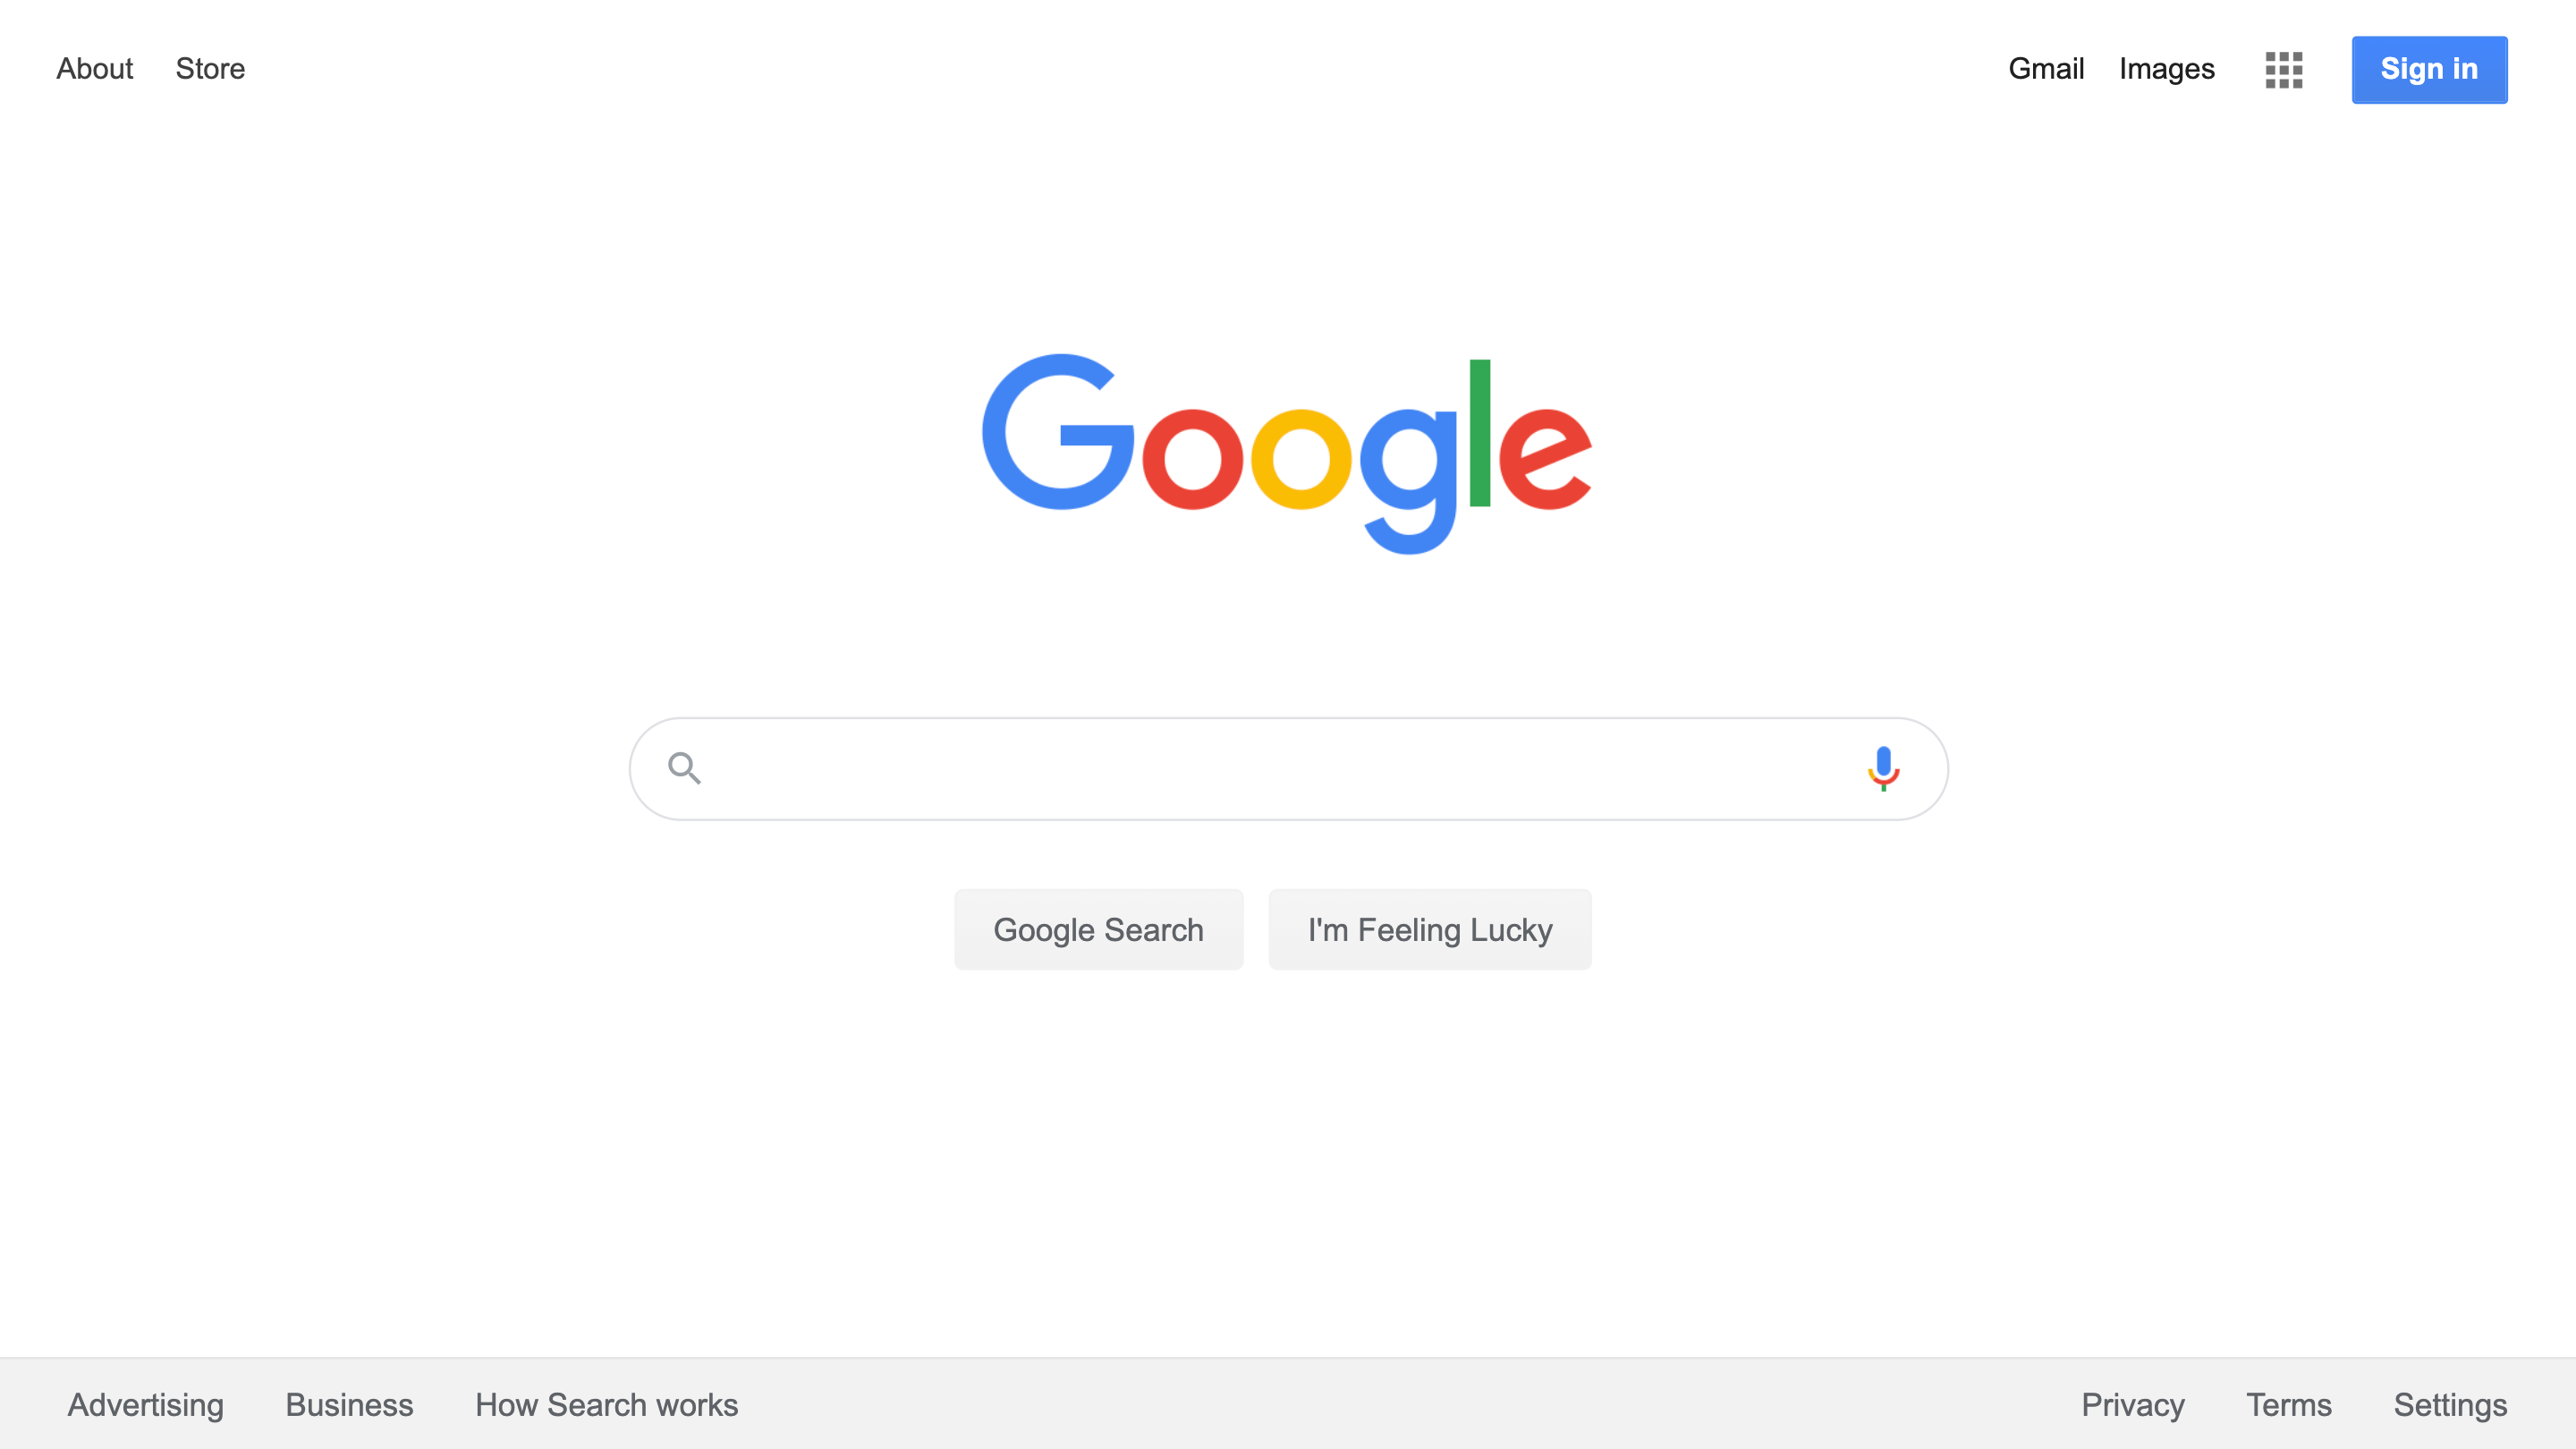 About Store Gmail Images Sign in
Google
Google Search I'm Feeling Lucky
Advertising Business How Search works Privacy Terms Settings